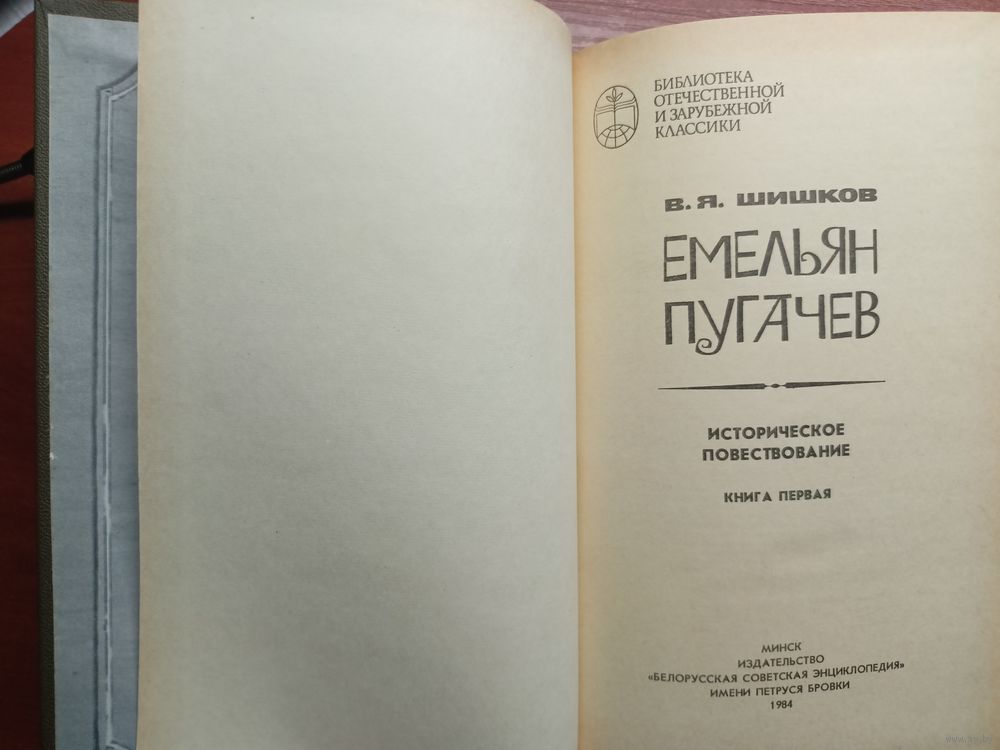 БИБЛИОТЕКА
ОТЕЧЕСТВЕННОЙ
И ЗАРУБЕЖНОЙ
КЛАССИКИ
В. Я. ШИШКОВ
ЕМЕЛЬЯН
ПУГАЧЕВ
ИСТОРИЧЕСКОЕ
ПОВЕСТВОВАНИЕ
КНИГА ПЕРВАЯ
МИНСК
ИЗДАТЕЛЬСТВО
«БЕЛОРУССКАЯ СОВЕТСКАЯ ЭНЦИКЛОПЕДИЯ»
ИМЕНИ ПЕТРУСЯ БРОВКИ
1984